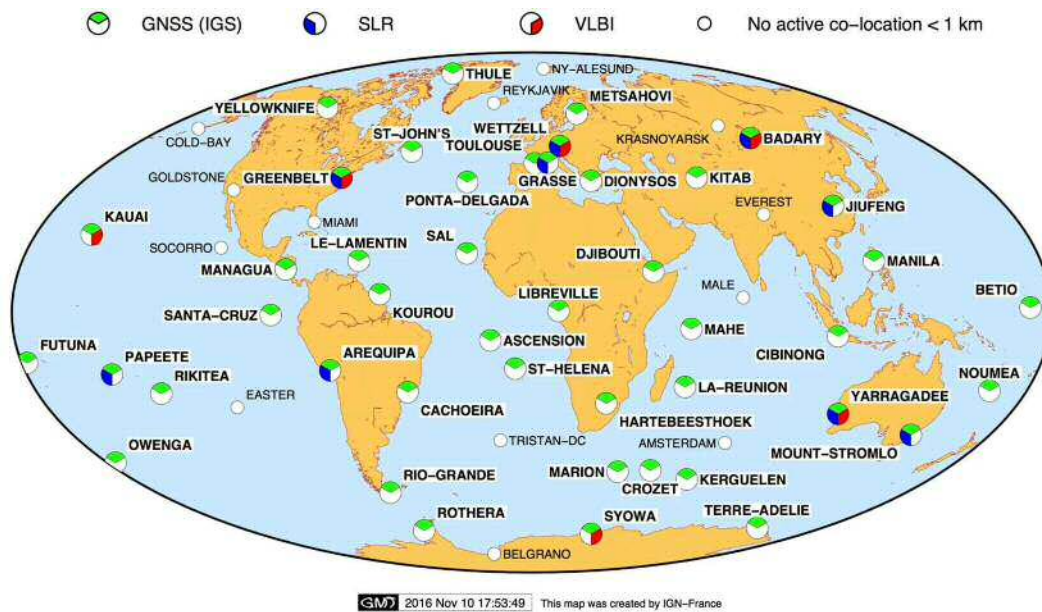 GNSS (IGS)
SLR
VLBI
No active co-location < 1 km
THULE
NY-ALESUND
REYKJAVIK
METSAHOVI
YELLOWKNIFE
ST-JOHN'S
WETTZELL
KRASNOYARSK
BADARY
COLD-BAY
TOULOUSE
GOLDSTONE
GREENBELT
GRASSE
DIONYSOS
KITAB
PONTA-DELGADA
EVEREST
JIUFENG
KAUAI
MIAMI
SOCORRO
LE-LAMENTIN
SAL
DJIBOUTI
MANILA
MANAGUA
MALE
BETIO
LIBREVILLE
SANTA-CRUZ
KOUROU
MAHE
FUTUNA
ASCENSION
CIBINONG
PAPEETE
AREQUIPA
RIKITEA
ST-HELENA
NOUMEA
LA-REUNION
YARRAGADEE
EASTER
CACHOEIRA
HARTEBEESTHOEK
TRISTAN-DC
AMSTERDAM
MOUNT-STROMLO
OWENGA
RIO-GRANDE
MARION
CROZET
KERGUELEN
ROTHERA
SYOWA
TERRE-ADELIE
BELGRANO
GMT 2016 Nov 10 17:53:49 This map was created by IGN-France